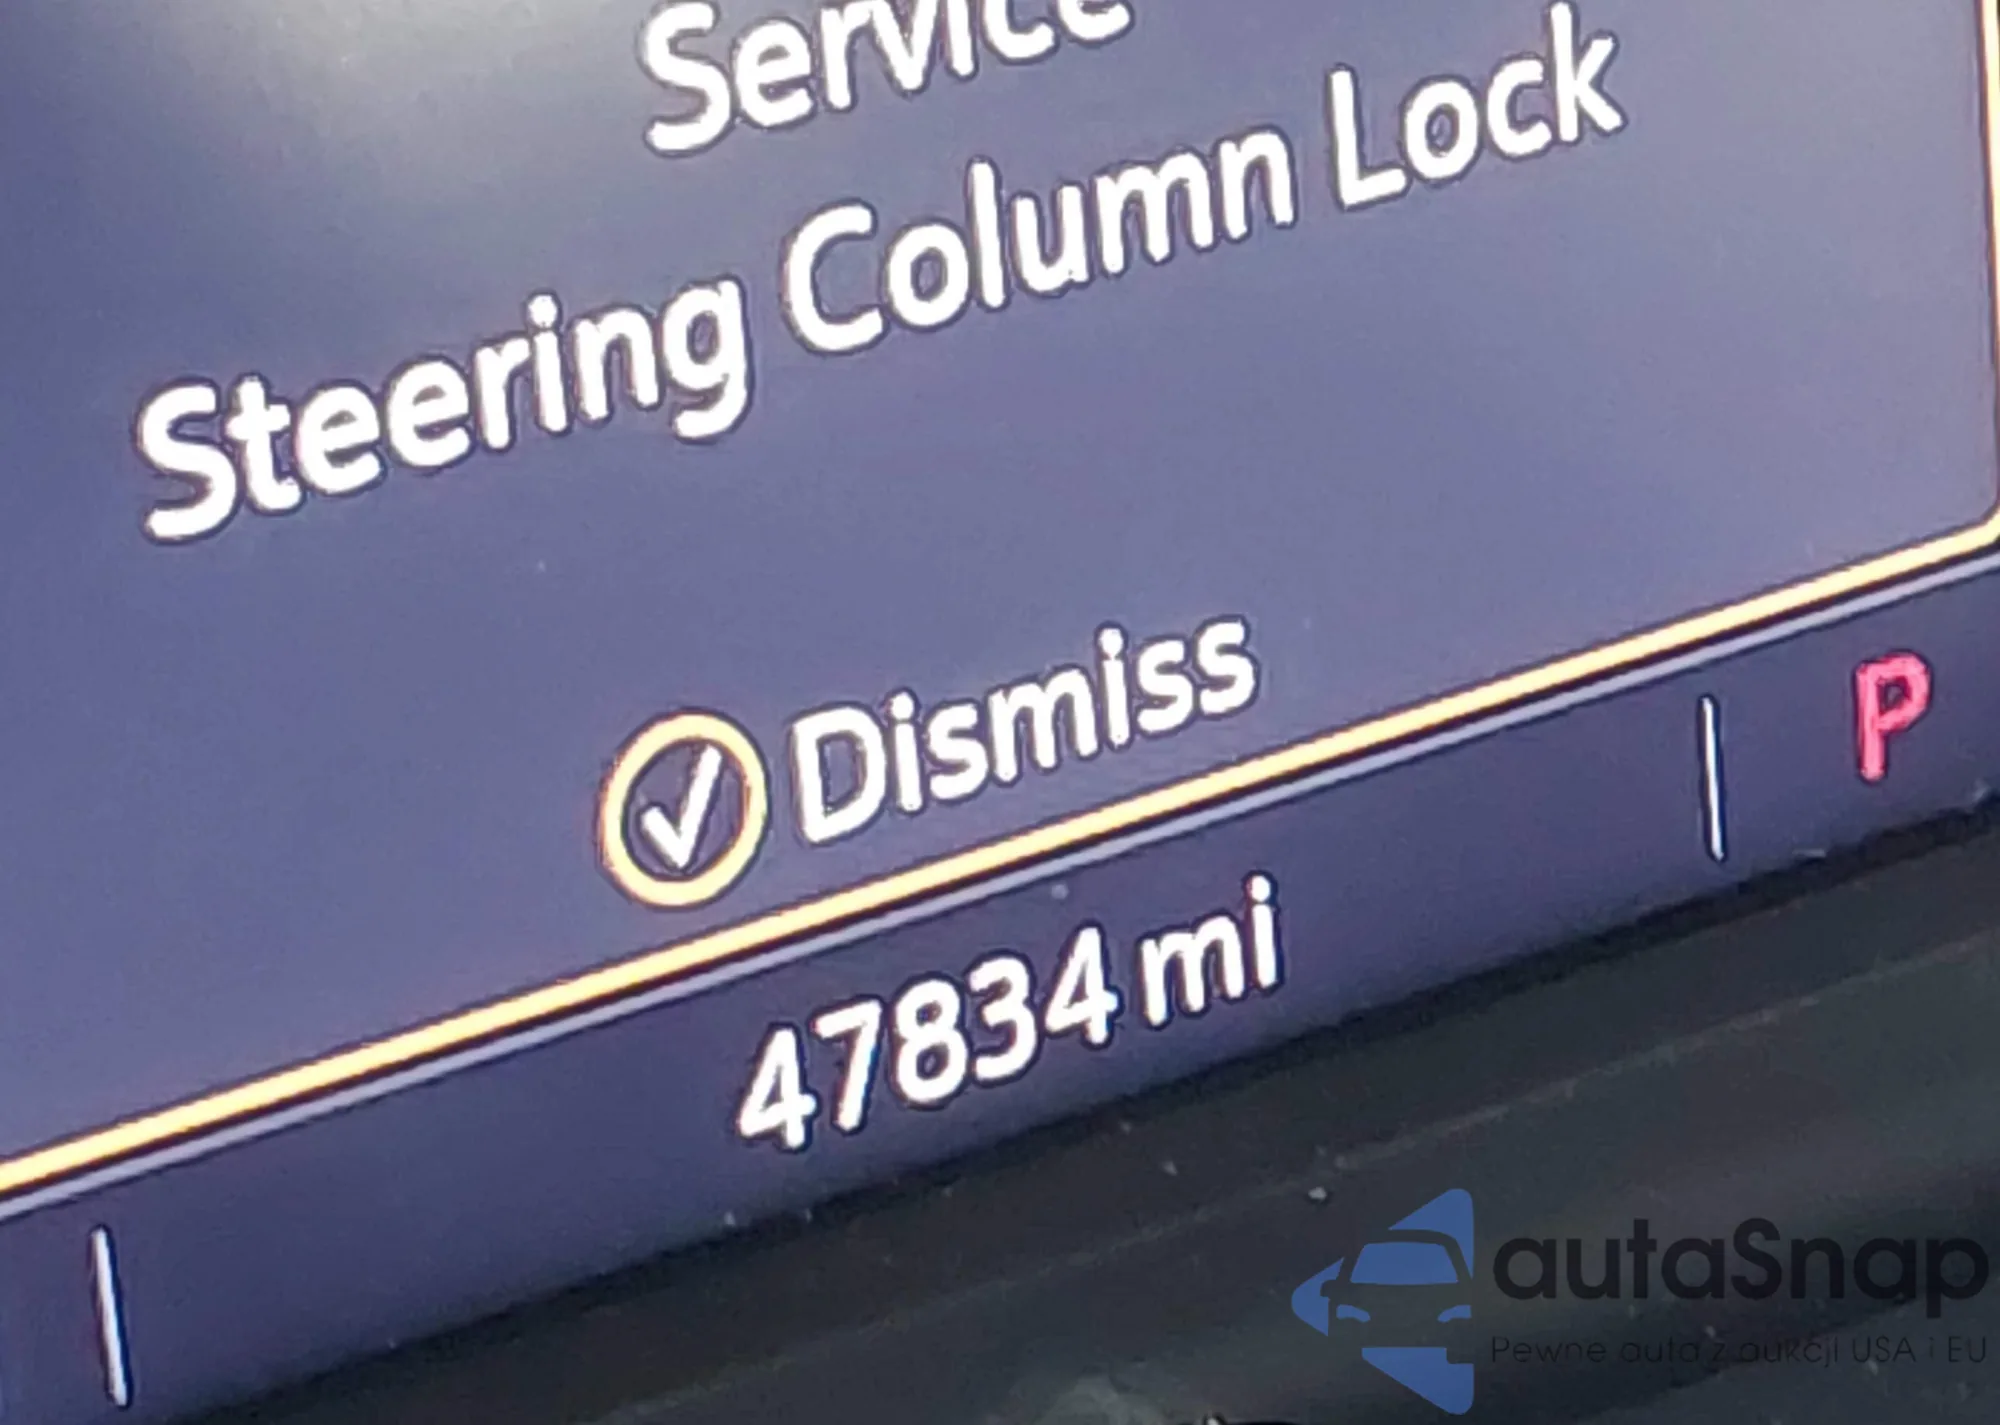 Service
Steering Column Lock
Dismiss
P
47834 mi
autaSnap
Pewne auta z aukcji USA i EU